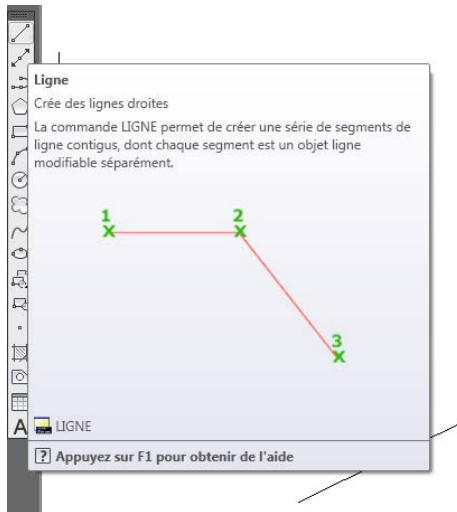 Ligne
Crée des lignes droites
La commande LIGNE permet de créer une série de segments de
ligne contigus, dont chaque segment est un objet ligne
modifiable séparément.
1
2
3
A
LIGNE
? Appuyez sur F1 pour obtenir de l'aide